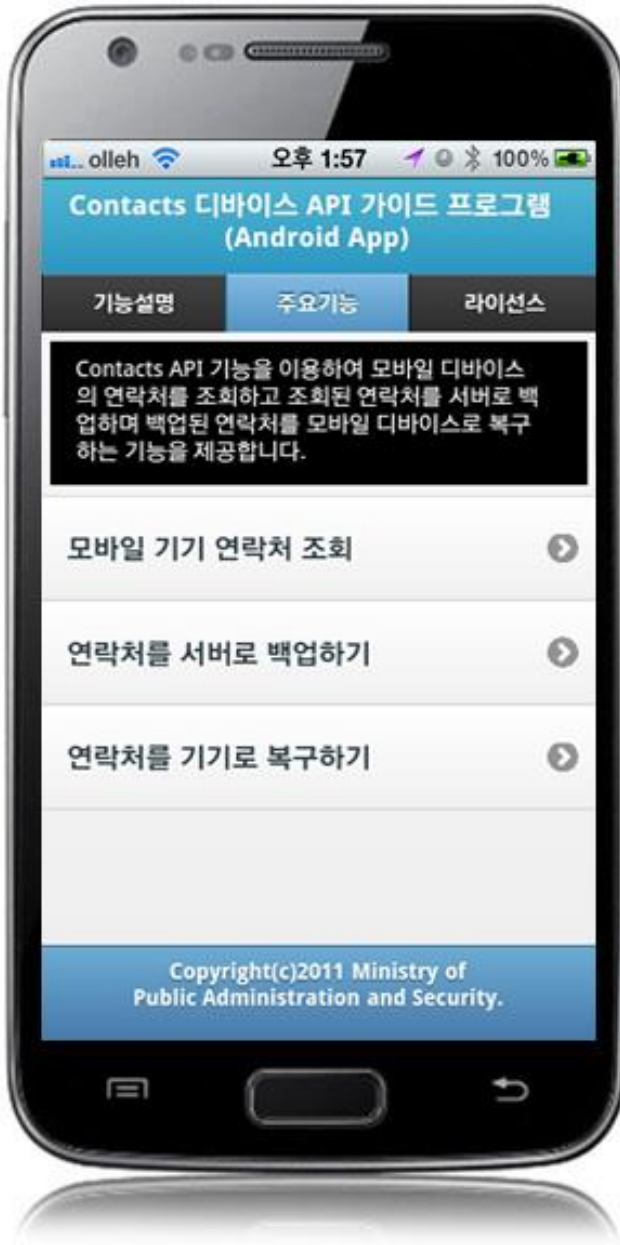 olleh 오후 1:57 100%
Contacts 디바이스 API 가이드 프로그램
(Android App)
기능설명 주요기능 라이선스
Contacts API 기능을 이용하여 모바일 디바이스
의 연락처를 조회하고 조회된 연락처를 서버로 백
업하며 백업된 연락처를 모바일 디바이스로 복구
하는 기능을 제공합니다.
모바일 기기 연락처 조회
연락처를 서버로 백업하기
연락처를 기기로 복구하기
Copyright(c)2011 Ministry of
Public Administration and Security.